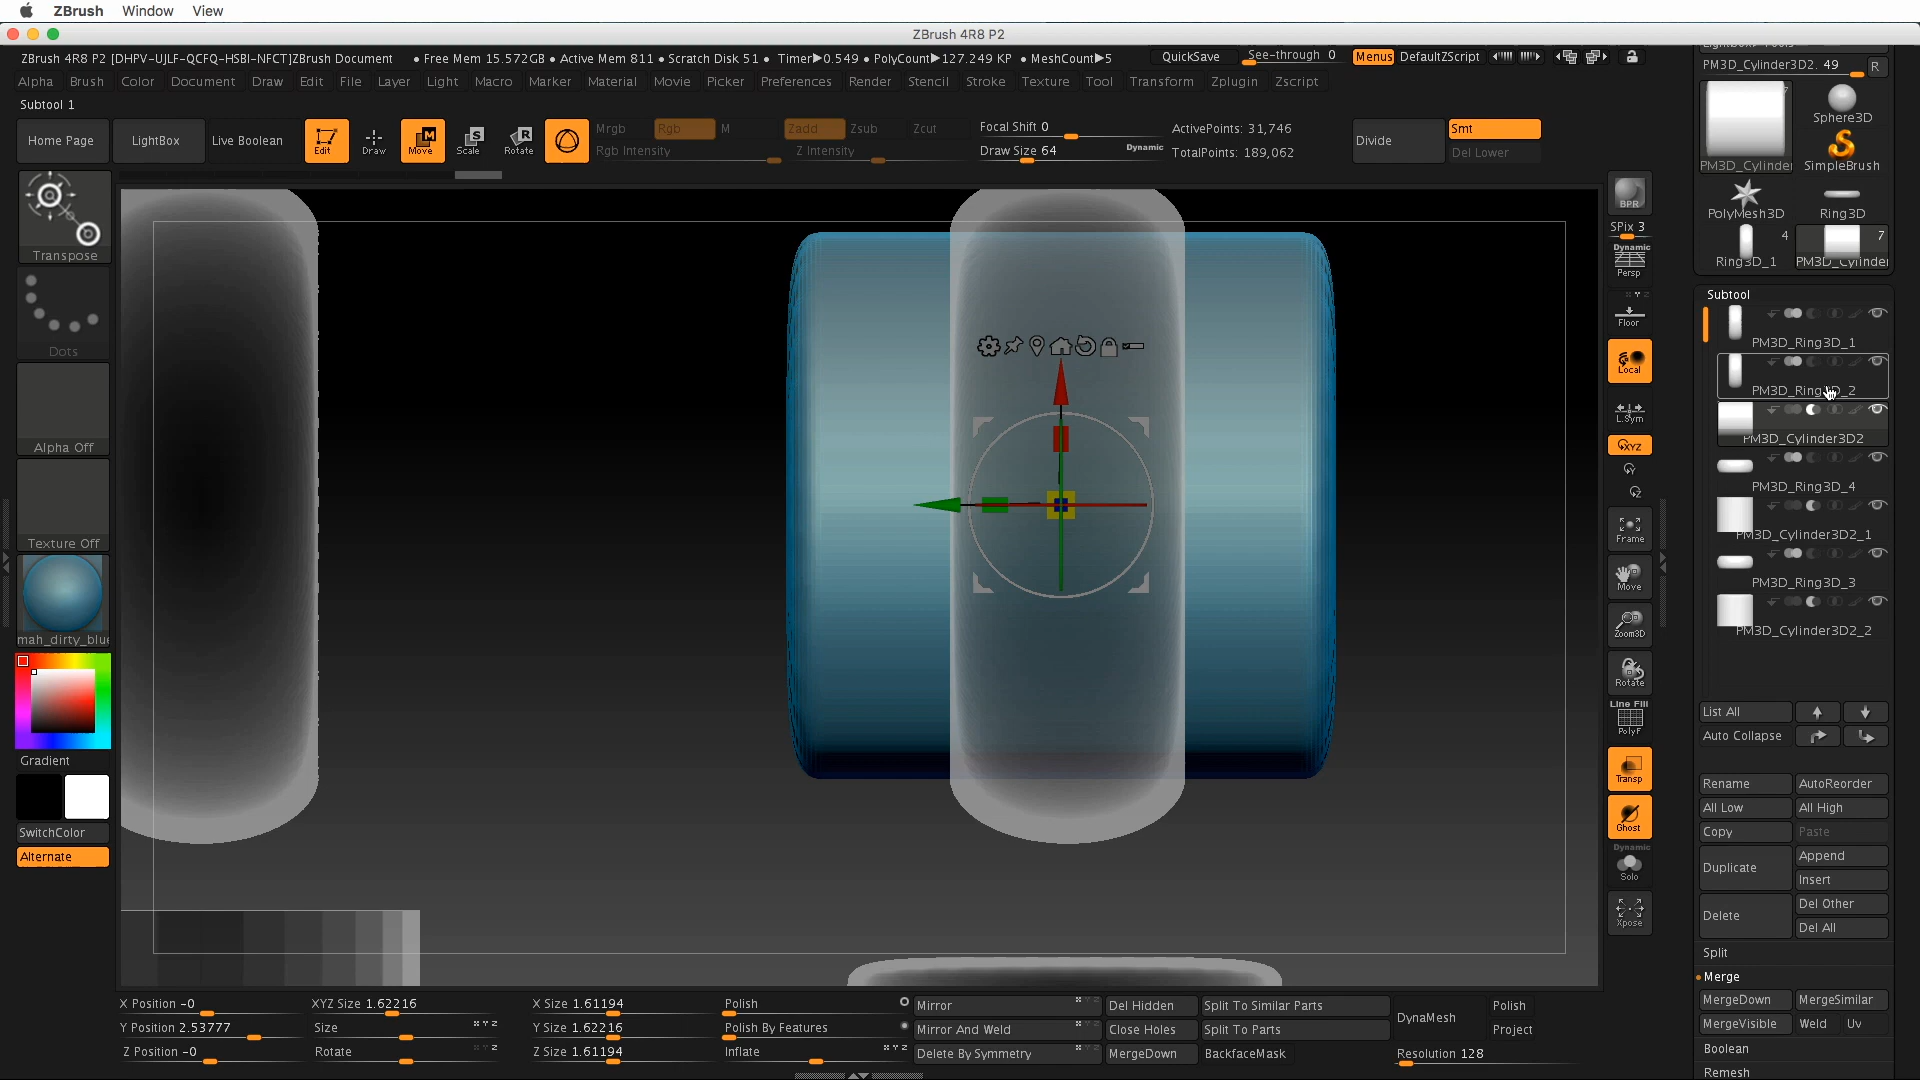 ZBrush Window View
ZBrush 4R8 P2
ZBrush 4R8 P2 [DHPV-UJLF-QCFQ-HSBI-NFCT]ZBrush Document • Free Mem 15.572GB • Active Mem 811 • Scratch Disk 51 • Timer▶0.549 • PolyCount▶127.249 KP • MeshCount▶5 QuickSave See-through 0 Menus DefaultZScript
Alpha Brush Color Document Draw Edit File Layer Light Macro Marker Material Movie Picker Preferences Render Stencil Stroke Texture Tool Transform Zplugin Zscript
Subtool 1
Home Page LightBox Live Boolean Edit Draw Move Scale Rotate
Mrgb Rgb M Zadd Zsub Zcut
Rgb Intensity Z Intensity
Focal Shift 0
Draw Size 64 Dynamic
ActivePoints: 31,746
TotalPoints: 189,062
Divide Smt
Del Lower
Transpose
Dots
Alpha Off
Texture Off
mah_dirty_blu
Gradient
SwitchColor
Alternate
BPR
SPix 3
Dynamic
Persp
Floor
Local
L.Sym
XYZ
Frame
Move
Zoom3D
Rotate
Line Fill
PolyF
Transp
Ghost
Dynamic
Solo
Xpose
PM3D_Cylinder3D2. 49 R
PM3D_Cylinder
Sphere3D
SimpleBrush
PolyMesh3D Ring3D
4 7
Ring3D_1 PM3D_Cylinder
Subtool
PM3D_Ring3D_1
PM3D_Ring3D_2
PM3D_Cylinder3D2
PM3D_Ring3D_4
PM3D_Cylinder3D2_1
PM3D_Ring3D_3
PM3D_Cylinder3D2_2
List All
Auto Collapse
Rename AutoReorder
All Low All High
Copy Paste
Duplicate Append
Insert
Delete Del Other
Del All
Split
Merge
MergeDown MergeSimilar
MergeVisible Weld Uv
Boolean
Remesh
X Position -0 XYZ Size 1.62216 X Size 1.61194 Polish Mirror Del Hidden Split To Similar Parts DynaMesh Polish
Y Position 2.53777 Size Y Size 1.62216 Polish By Features Mirror And Weld Close Holes Split To Parts Project
Z Position -0 Rotate Z Size 1.61194 Inflate Delete By Symmetry MergeDown BackfaceMask Resolution 128